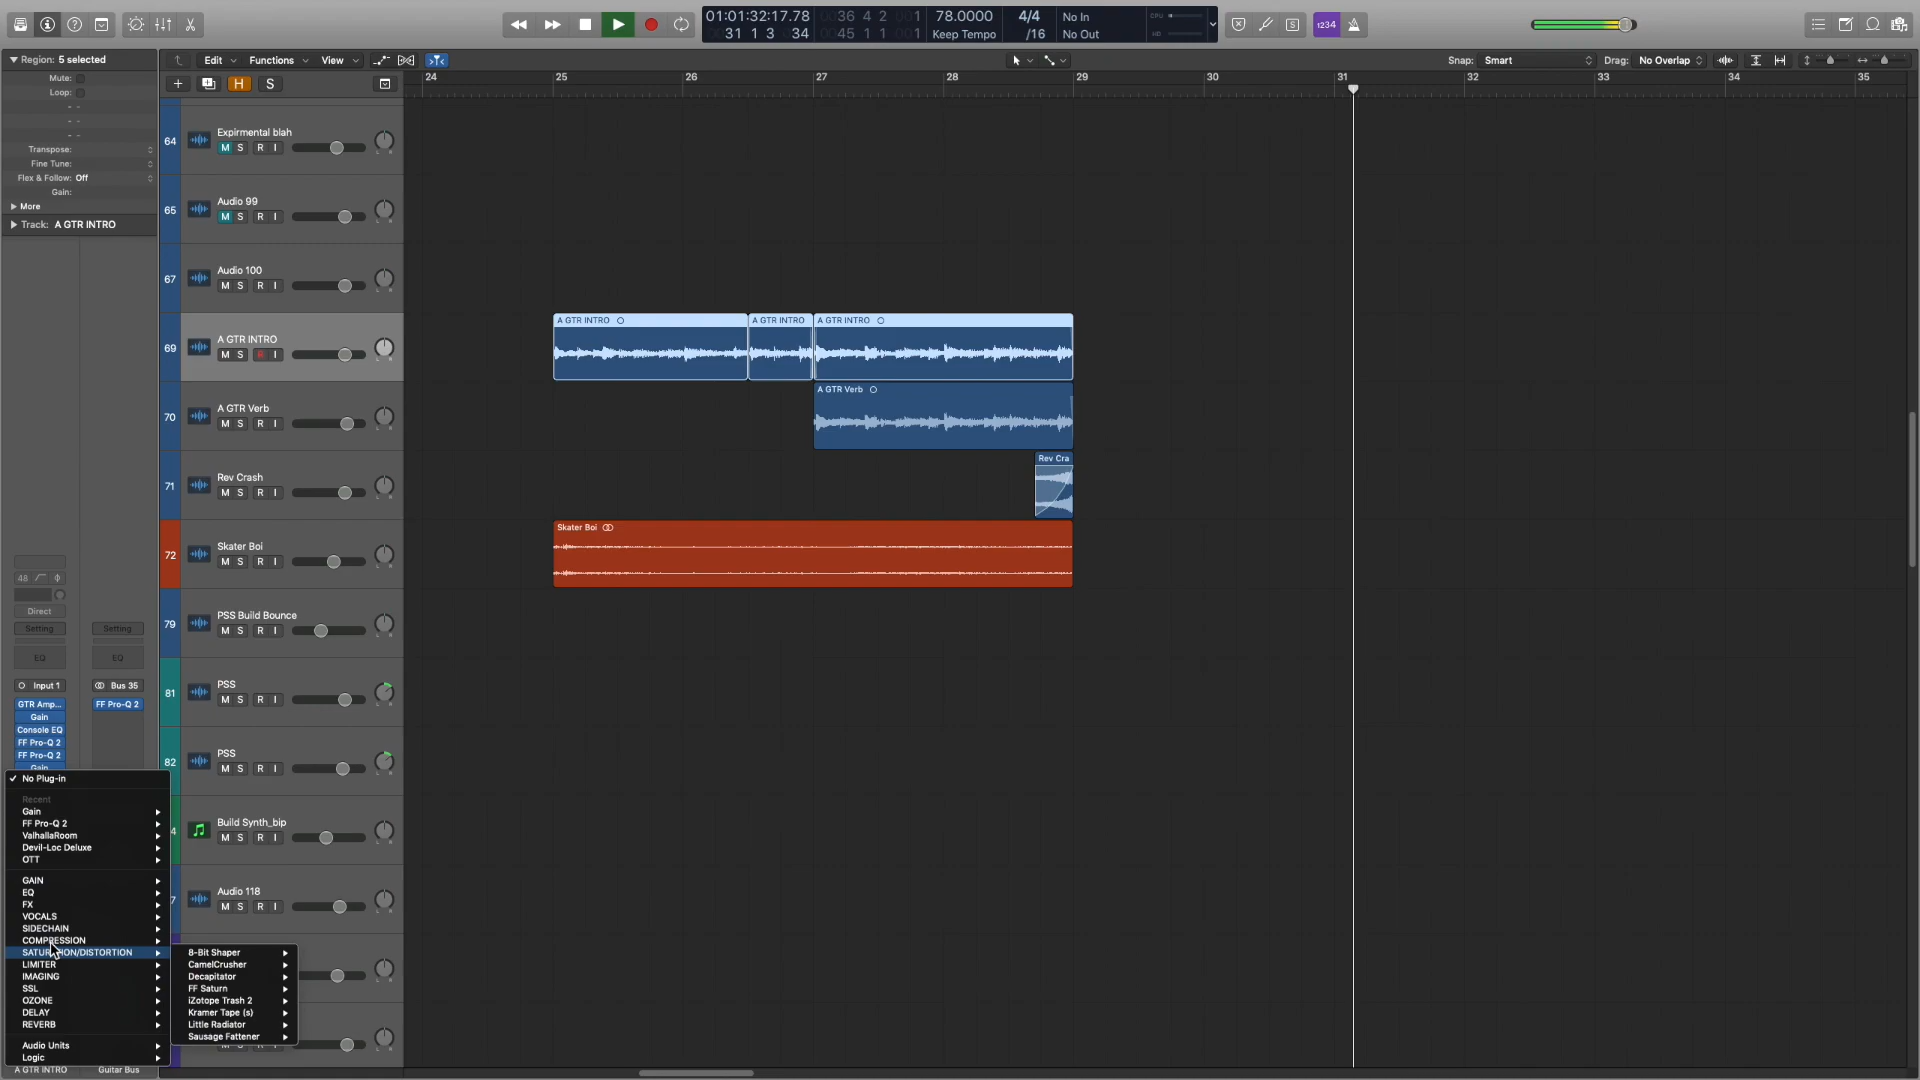 01:01:32:17.78
36 4 2
78.0000
4/4
No In
CPU
31 1 3 34
45 1 1
Keep Tempo
/16
No Out
HD
1234
Region: 5 selected
Edit
Functions
View
Snap: Smart
Drag: No Overlap
Mute:
Loop:
Transpose:
Fine Tune:
Flex & Follow: Off
Gain:
More
Track: A GTR INTRO
H
S
24
25
26
27
28
29
30
31
32
33
34
35
64
Expirmental blah
M S R I
65
Audio 99
M S R I
67
Audio 100
M S R I
69
A GTR INTRO
M S R I
A GTR INTRO
A GTR INTRO
A GTR INTRO
70
A GTR Verb
M S R I
A GTR Verb
71
Rev Crash
M S R I
Rev Cra
72
Skater Boi
M S R I
Skater Boi
79
PSS Build Bounce
M S R I
81
PSS
M S R I
82
PSS
M S R I
4
Build Synth_bip
M S R I
7
Audio 118
M S R I
48
Direct
Setting
Setting
EQ
EQ
Input 1
Bus 35
GTR Amp...
FF Pro-Q 2
Gain
Console EQ
FF Pro-Q 2
FF Pro-Q 2
Gain
No Plug-in
Recent
Gain
FF Pro-Q 2
ValhallaRoom
Devil-Loc Deluxe
OTT
GAIN
EQ
FX
VOCALS
SIDECHAIN
COMPRESSION
SATURATION/DISTORTION
LIMITER
IMAGING
SSL
OZONE
DELAY
REVERB
Audio Units
Logic
8-Bit Shaper
CamelCrusher
Decapitator
FF Saturn
iZotope Trash 2
Kramer Tape (s)
Little Radiator
Sausage Fattener
A GTR INTRO
Guitar Bus